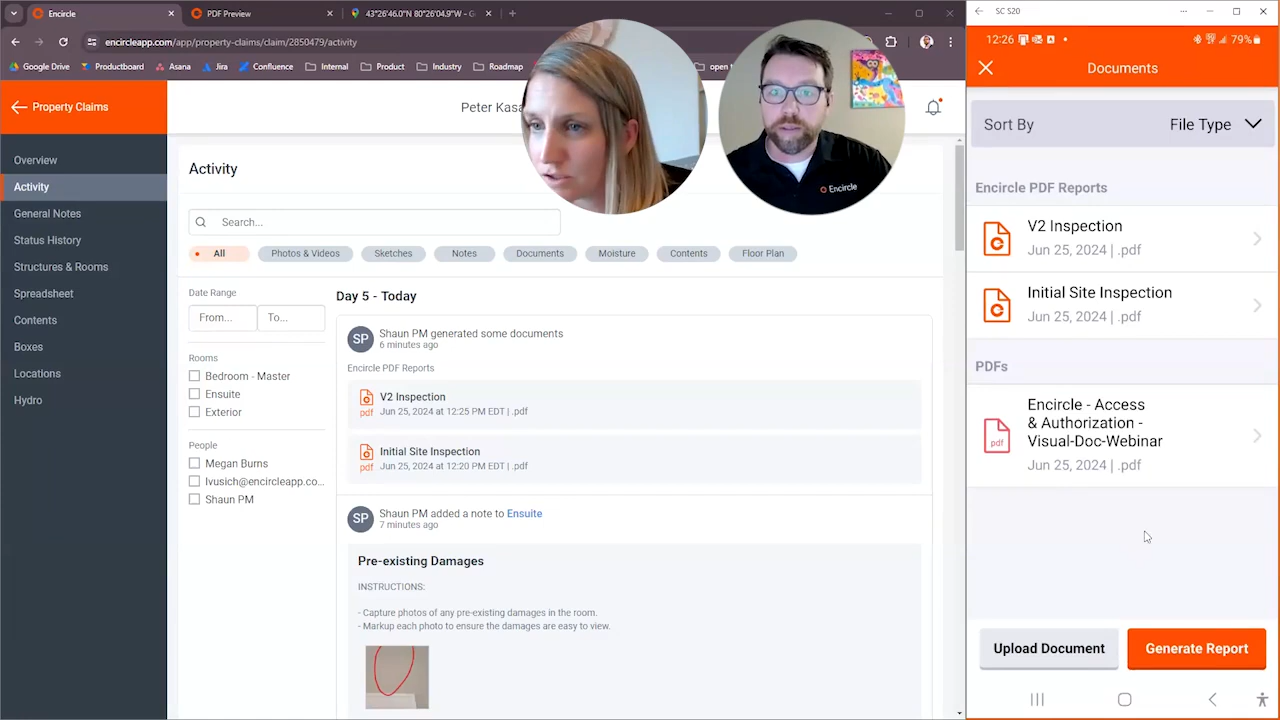 Encircle
PDF Preview
43°26'46.0"N 80°26'04.9"W - G
encircleapp.com/app/property-claims/claim/2850479/activity
Google Drive
Productboard
Asana
Jira
Confluence
Internal
Product
Industry
Roadmap
open t
Property Claims
Peter Kasa
Overview
Activity
General Notes
Status History
Structures & Rooms
Spreadsheet
Contents
Boxes
Locations
Hydro
Activity
Search...
All
Photos & Videos
Sketches
Notes
Documents
Moisture
Contents
Floor Plan
Date Range
From...
To...
Rooms
Bedroom - Master
Ensuite
Exterior
People
Megan Burns
lvusich@encircleapp.co...
Shaun PM
Day 5 - Today
SP
Shaun PM generated some documents
6 minutes ago
Encircle PDF Reports
pdf
V2 Inspection
Jun 25, 2024 at 12:25 PM EDT | .pdf
pdf
Initial Site Inspection
Jun 25, 2024 at 12:20 PM EDT | .pdf
SP
Shaun PM added a note to Ensuite
7 minutes ago
Pre-existing Damages
INSTRUCTIONS:
- Capture photos of any pre-existing damages in the room.
- Markup each photo to ensure the damages are easy to view.
Encircle
SC S20
12:26
79%
Documents
Sort By
File Type
Encircle PDF Reports
V2 Inspection
Jun 25, 2024 | .pdf
Initial Site Inspection
Jun 25, 2024 | .pdf
PDFs
pdf
Encircle - Access
& Authorization -
Visual-Doc-Webinar
Jun 25, 2024 | .pdf
Upload Document
Generate Report